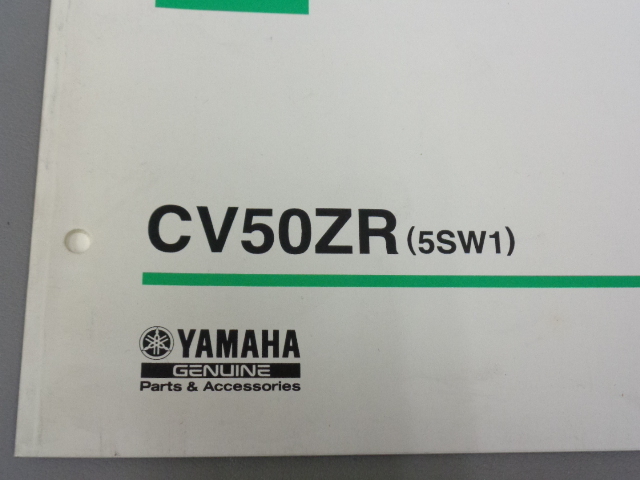 CV50ZR (5SW1)
YAMAHA
GENUINE
Parts & Accessories